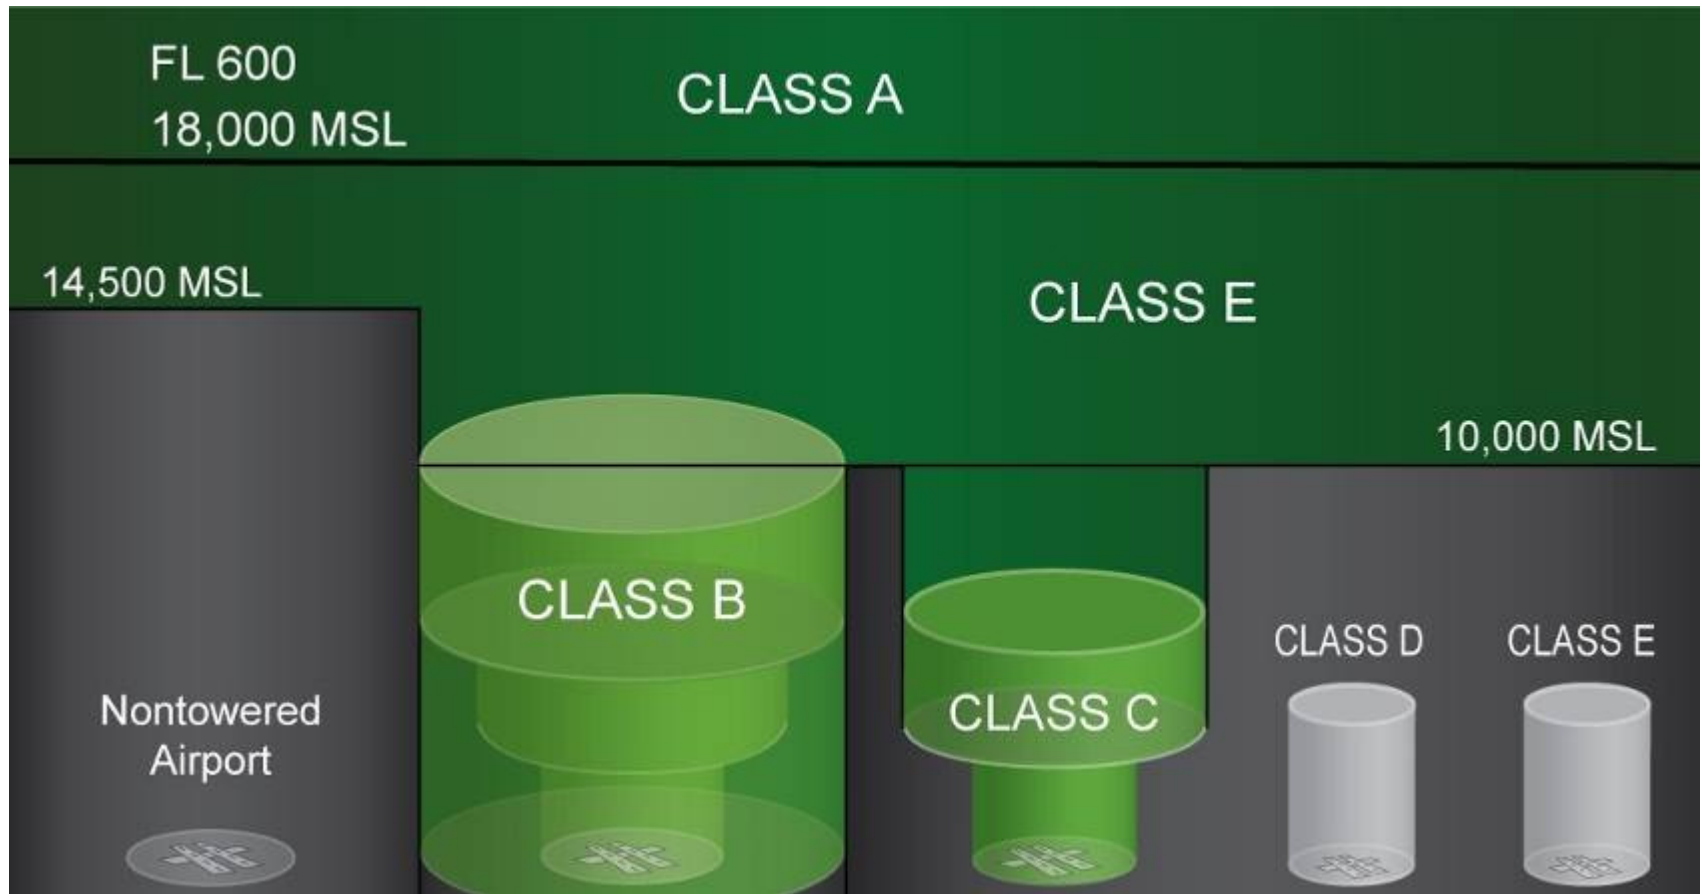 FL 600
18,000 MSL
CLASS A
14,500 MSL
CLASS E
10,000 MSL
CLASS B
CLASS D
CLASS E
Nontowered
Airport
CLASS C